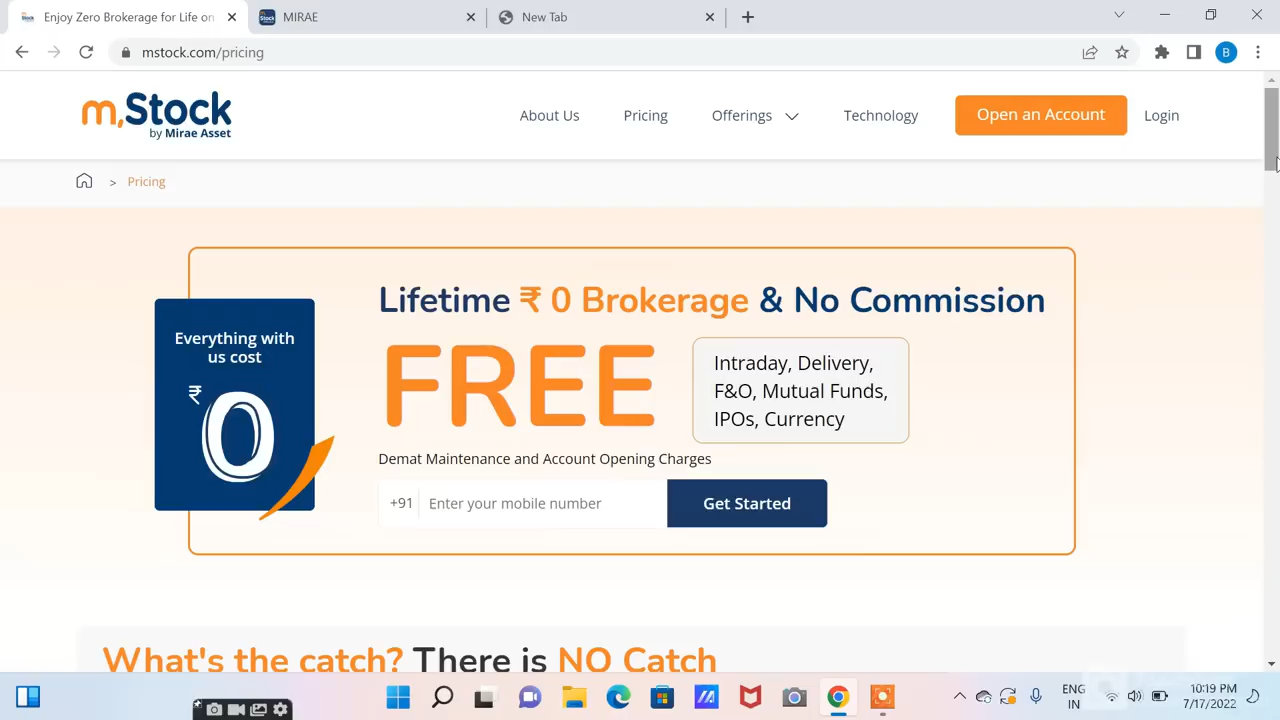 Enjoy Zero Brokerage for Life on
MIRAE
New Tab
mstock.com/pricing
B
m.Stock
by Mirae Asset
About Us
Pricing
Offerings
Technology
Open an Account
Login
> Pricing
Everything with
us cost
₹0
Lifetime ₹ 0 Brokerage & No Commission
FREE
Intraday, Delivery,
F&O, Mutual Funds,
IPOs, Currency
Demat Maintenance and Account Opening Charges
+91 Enter your mobile number
Get Started
What's the catch? There is NO Catch
ENG
IN
10:19 PM
7/17/2022